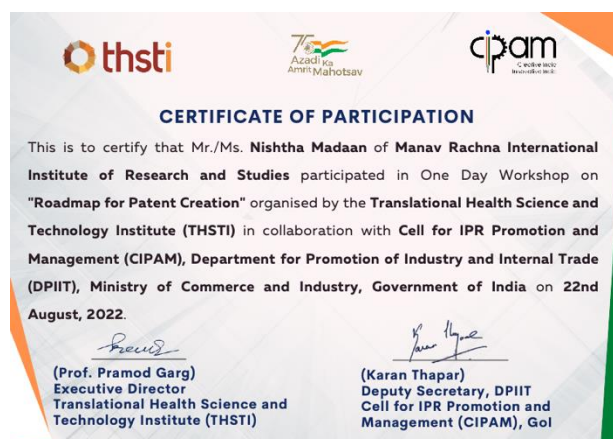 thsti
75
Azadi Ka
Amrit Mahotsav
cipam
Creative India
Innovative India
CERTIFICATE OF PARTICIPATION
This is to certify that Mr./Ms. Nishtha Madaan of Manav Rachna International
Institute of Research and Studies participated in One Day Workshop on
"Roadmap for Patent Creation" organised by the Translational Health Science and
Technology Institute (THSTI) in collaboration with Cell for IPR Promotion and
Management (CIPAM), Department for Promotion of Industry and Internal Trade
(DPIIT), Ministry of Commerce and Industry, Government of India on 22nd
August, 2022.
(Prof. Pramod Garg)
Executive Director
Translational Health Science and
Technology Institute (THSTI)
(Karan Thapar)
Deputy Secretary, DPIIT
Cell for IPR Promotion and
Management (CIPAM), GoI